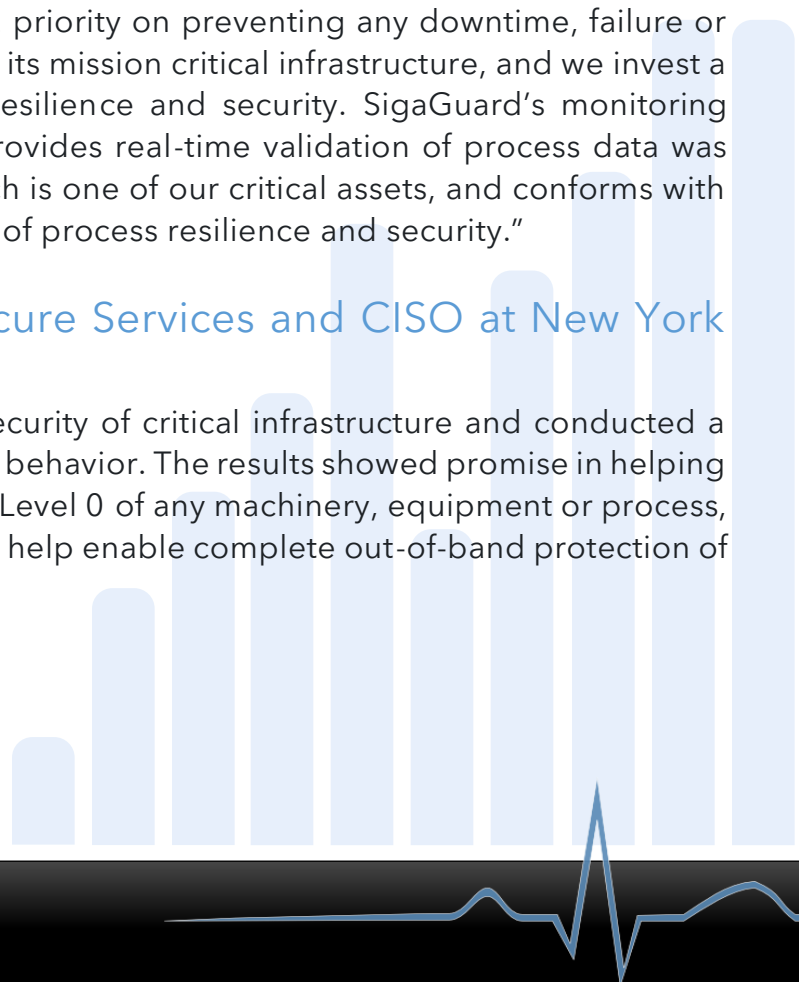 priority on preventing any downtime, failure or
its mission critical infrastructure, and we invest a
esilience and security. SigaGuard’s monitoring
rovides real-time validation of process data was
h is one of our critical assets, and conforms with
of process resilience and security.”
cure Services and CISO at New York
ecurity of critical infrastructure and conducted a
behavior. The results showed promise in helping
Level 0 of any machinery, equipment or process,
help enable complete out-of-band protection of